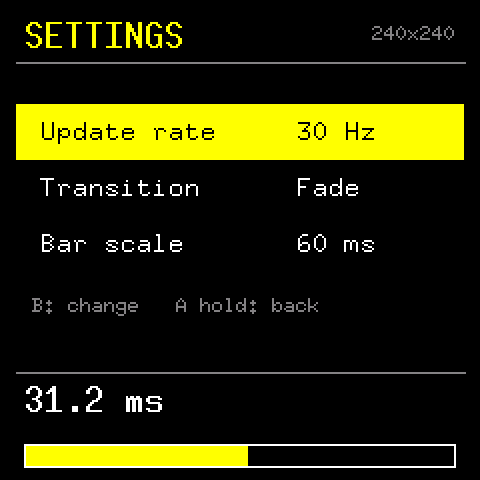 SETTINGS 240x240
Update rate 30 Hz
Transition Fade
Bar scale 60 ms
B: change A hold: back
31.2 ms